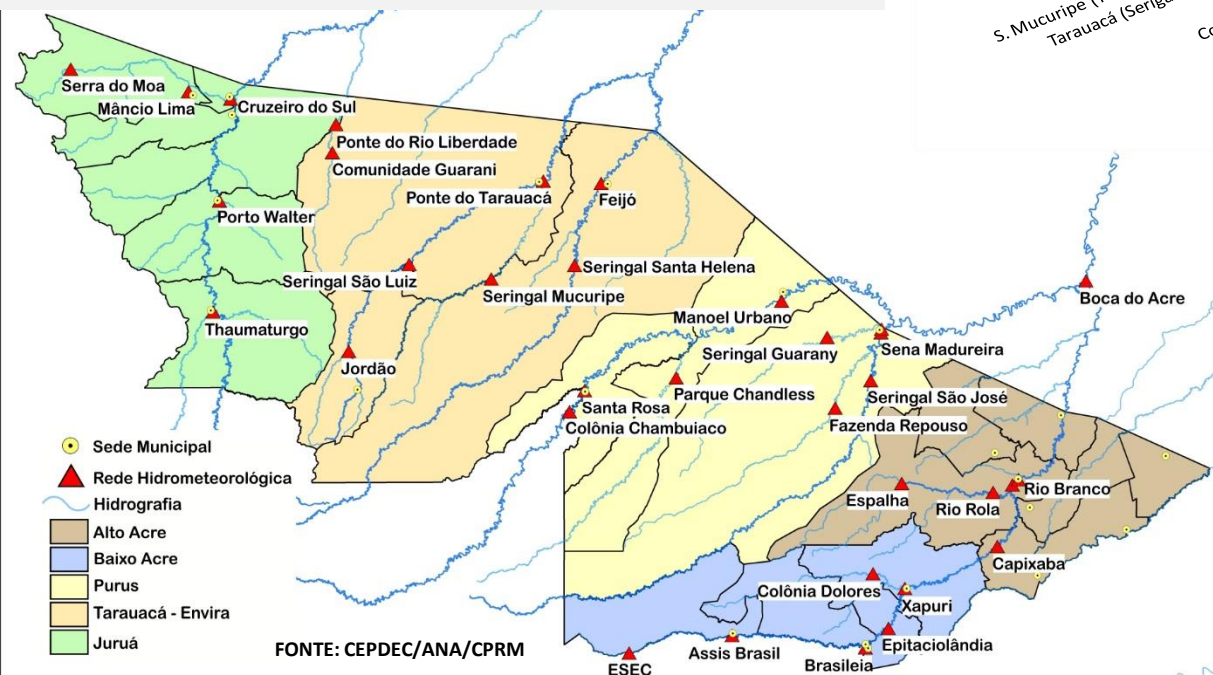 S. Mucuripe
Tarauacá
Serra do Moa
Mâncio Lima
Cruzeiro do Sul
Ponte do Rio Liberdade
Comunidade Guarani
Ponte do Tarauacá
Feijó
Porto Walter
Seringal São Luiz
Seringal Santa Helena
Seringal Mucuripe
Thaumaturgo
Jordão
Manoel Urbano
Boca do Acre
Seringal Guarany
Sena Madureira
Parque Chandless
Seringal São José
Santa Rosa
Fazenda Repouso
Colônia Chambuiaco
Espalha
Rio Rola
Rio Branco
Capixaba
Colônia Dolores
Xapuri
Epitaciolândia
Assis Brasil
Brasileia
ESEC
Sede Municipal
Rede Hidrometeorológica
Hidrografia
Alto Acre
Baixo Acre
Purus
Tarauacá - Envira
Juruá
FONTE: CEPDEC/ANA/CPRM